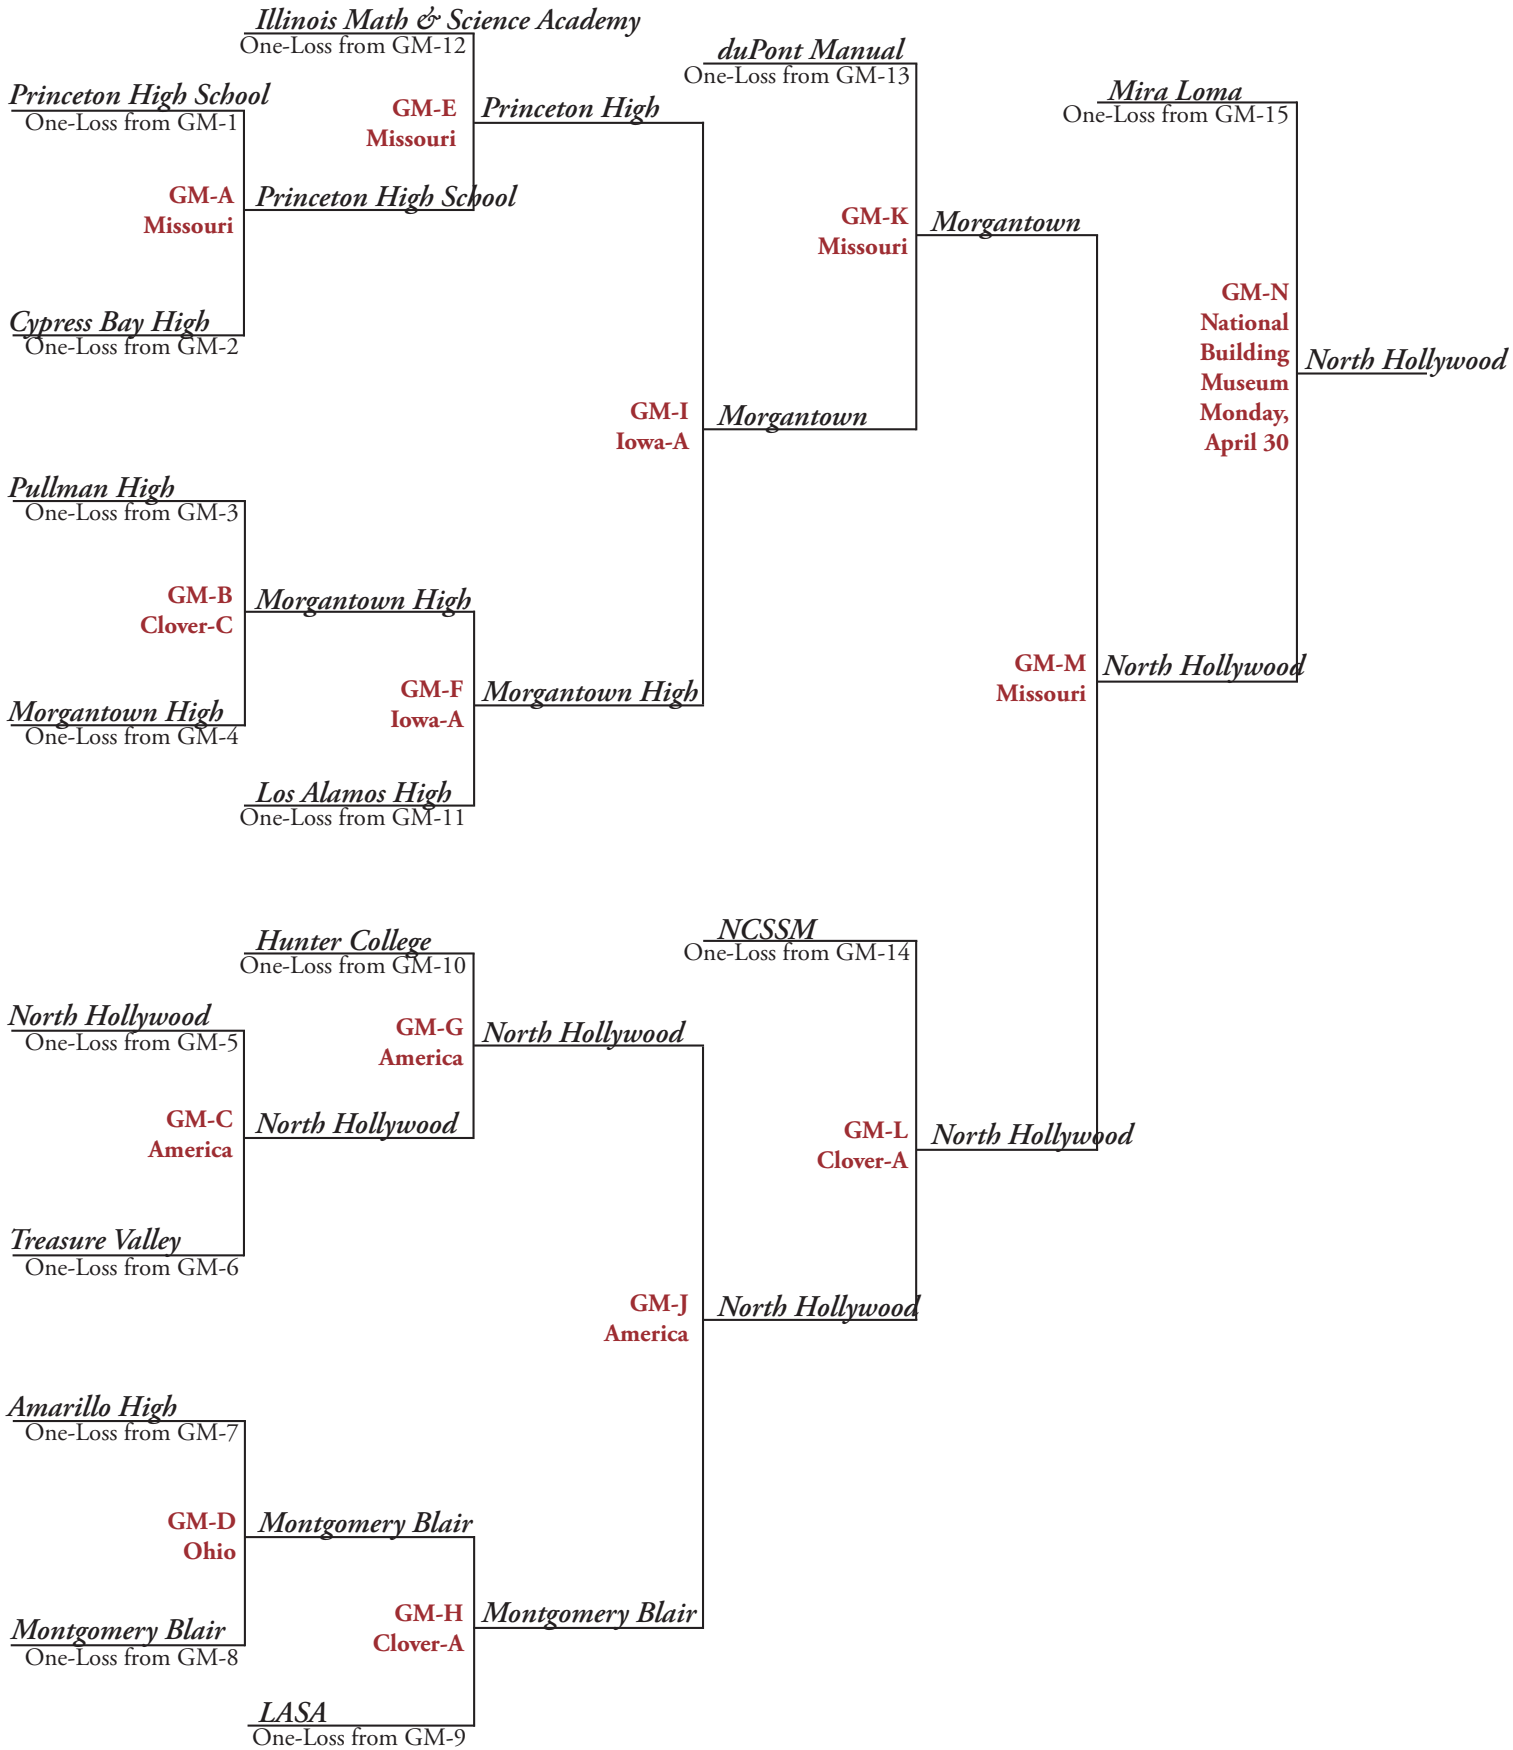 Illinois Math & Science Academy
One-Loss from GM-12
duPont Manual
One-Loss from GM-13
Mira Loma
One-Loss from GM-15
Princeton High School
One-Loss from GM-1
GM-E
Missouri
Princeton High
GM-A
Missouri
Princeton High School
GM-K
Missouri
Morgantown
Cypress Bay High
One-Loss from GM-2
GM-N
National
Building
Museum
Monday,
April 30
North Hollywood
GM-I
Iowa-A
Morgantown
Pullman High
One-Loss from GM-3
GM-B
Clover-C
Morgantown High
GM-F
Iowa-A
Morgantown High
GM-M
Missouri
North Hollywood
Morgantown High
One-Loss from GM-4
Los Alamos High
One-Loss from GM-11
Hunter College
One-Loss from GM-10
NCSSM
One-Loss from GM-14
North Hollywood
One-Loss from GM-5
GM-G
America
North Hollywood
GM-C
America
North Hollywood
GM-L
Clover-A
North Hollywood
Treasure Valley
One-Loss from GM-6
GM-J
America
North Hollywood
Amarillo High
One-Loss from GM-7
GM-D
Ohio
Montgomery Blair
GM-H
Clover-A
Montgomery Blair
Montgomery Blair
One-Loss from GM-8
LASA
One-Loss from GM-9